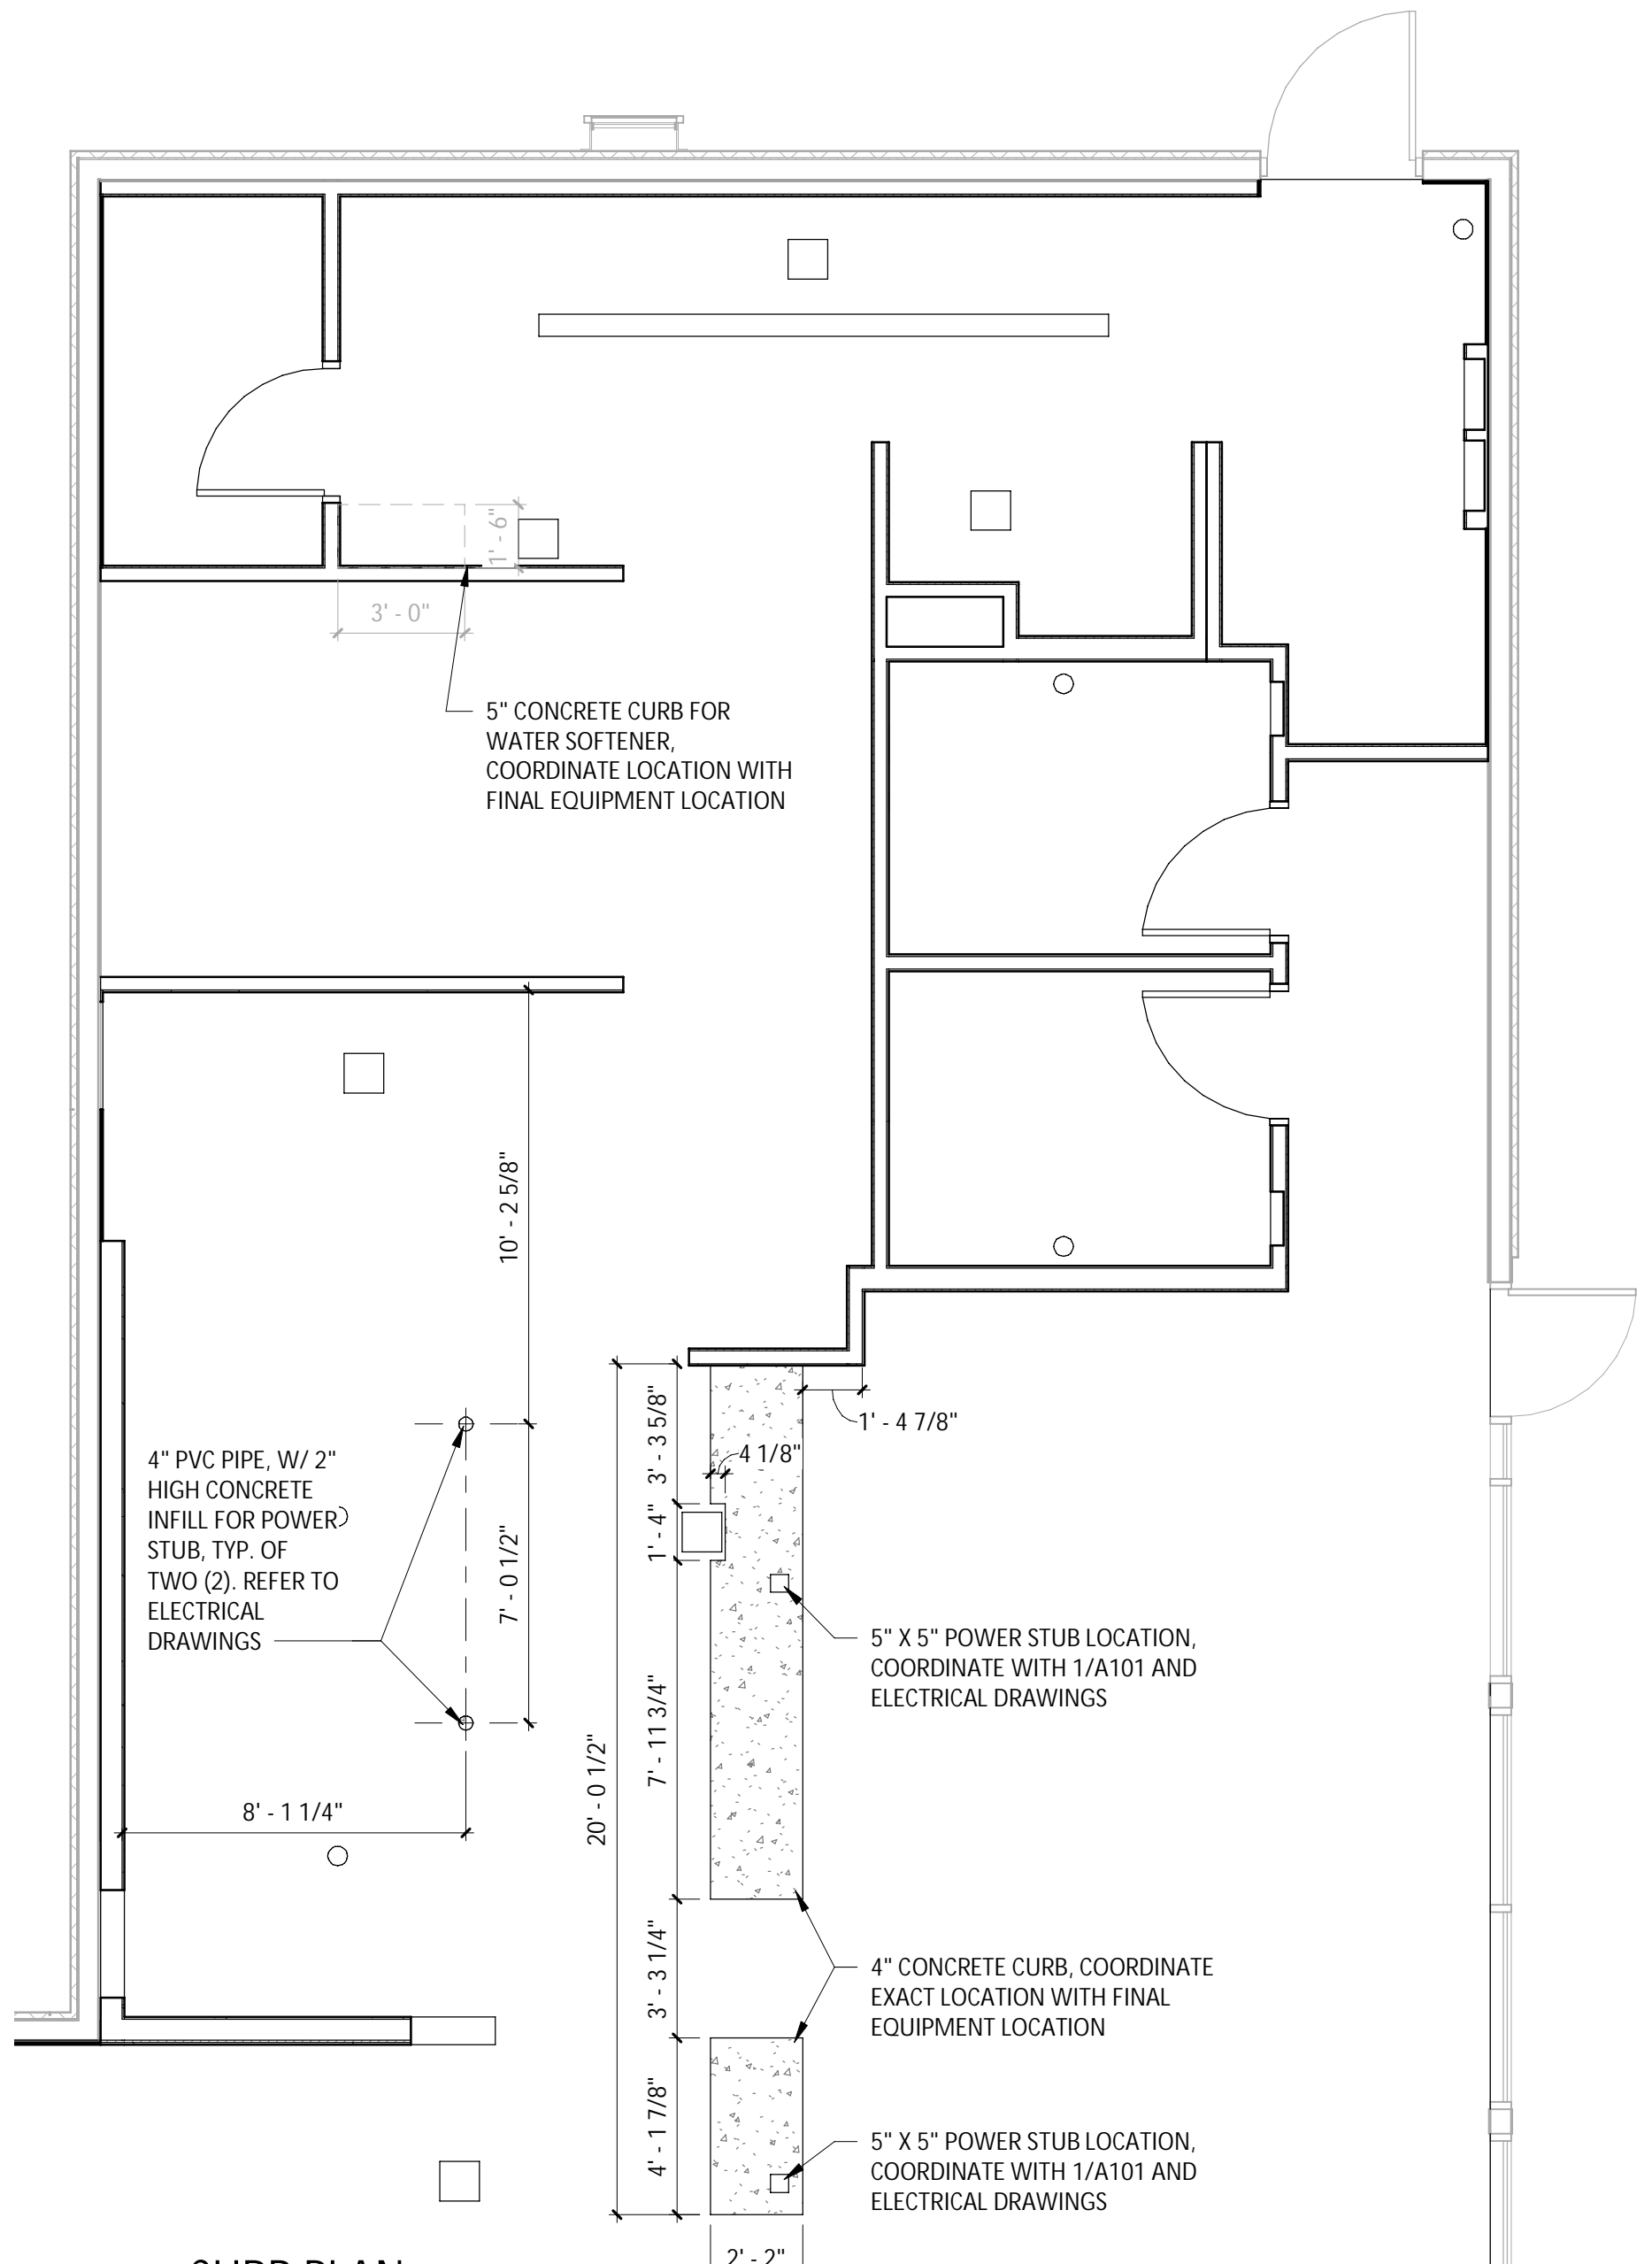 1' - 6"
3' - 0"
5" CONCRETE CURB FOR
WATER SOFTENER,
COORDINATE LOCATION WITH
FINAL EQUIPMENT LOCATION
10' - 2 5/8"
1' - 4 7/8"
3' - 3 5/8"
4 1/8"
4" PVC PIPE, W/ 2"
HIGH CONCRETE
INFILL FOR POWER
STUB, TYP. OF
TWO (2). REFER TO
ELECTRICAL
DRAWINGS
1' - 4"
7' - 0 1/2"
5" X 5" POWER STUB LOCATION,
COORDINATE WITH 1/A101 AND
ELECTRICAL DRAWINGS
7' - 11 3/4"
20' - 0 1/2"
8' - 1 1/4"
3' - 3 1/4"
4" CONCRETE CURB, COORDINATE
EXACT LOCATION WITH FINAL
EQUIPMENT LOCATION
4' - 1 7/8"
5" X 5" POWER STUB LOCATION,
COORDINATE WITH 1/A101 AND
ELECTRICAL DRAWINGS
2' - 2"
CURB PLAN